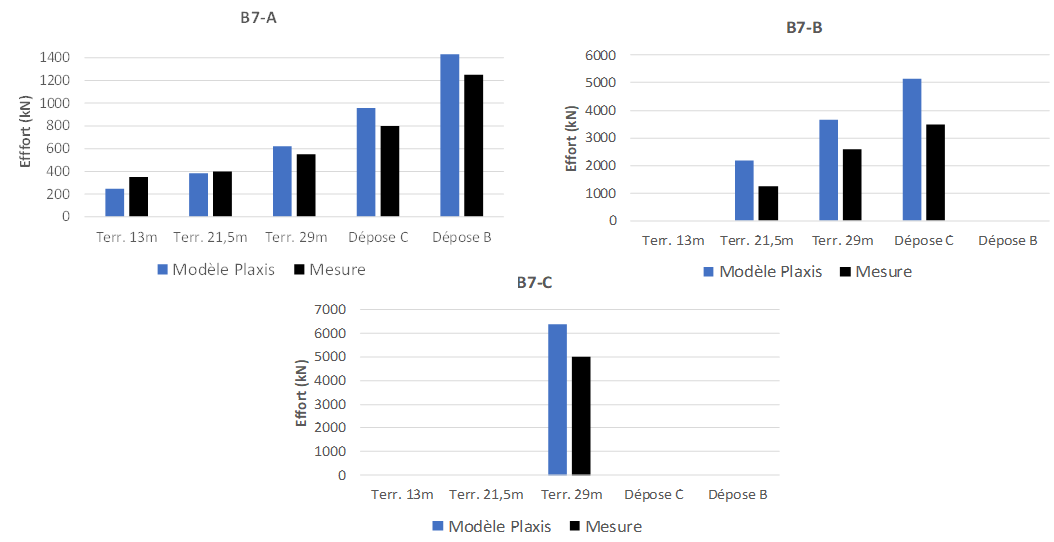 B7-A
Efffort (kN)
1400
1200
1000
800
600
400
200
0
Terr. 13m Terr. 21,5m Terr. 29m Dépose C Dépose B
Modèle Plaxis Mesure
B7-B
Effort (kN)
6000
5000
4000
3000
2000
1000
0
Terr. 13m Terr. 21,5m Terr. 29m Dépose C Dépose B
Modèle Plaxis Mesure
B7-C
Effort (kN)
7000
6000
5000
4000
3000
2000
1000
0
Terr. 13m Terr. 21,5m Terr. 29m Dépose C Dépose B
Modèle Plaxis Mesure